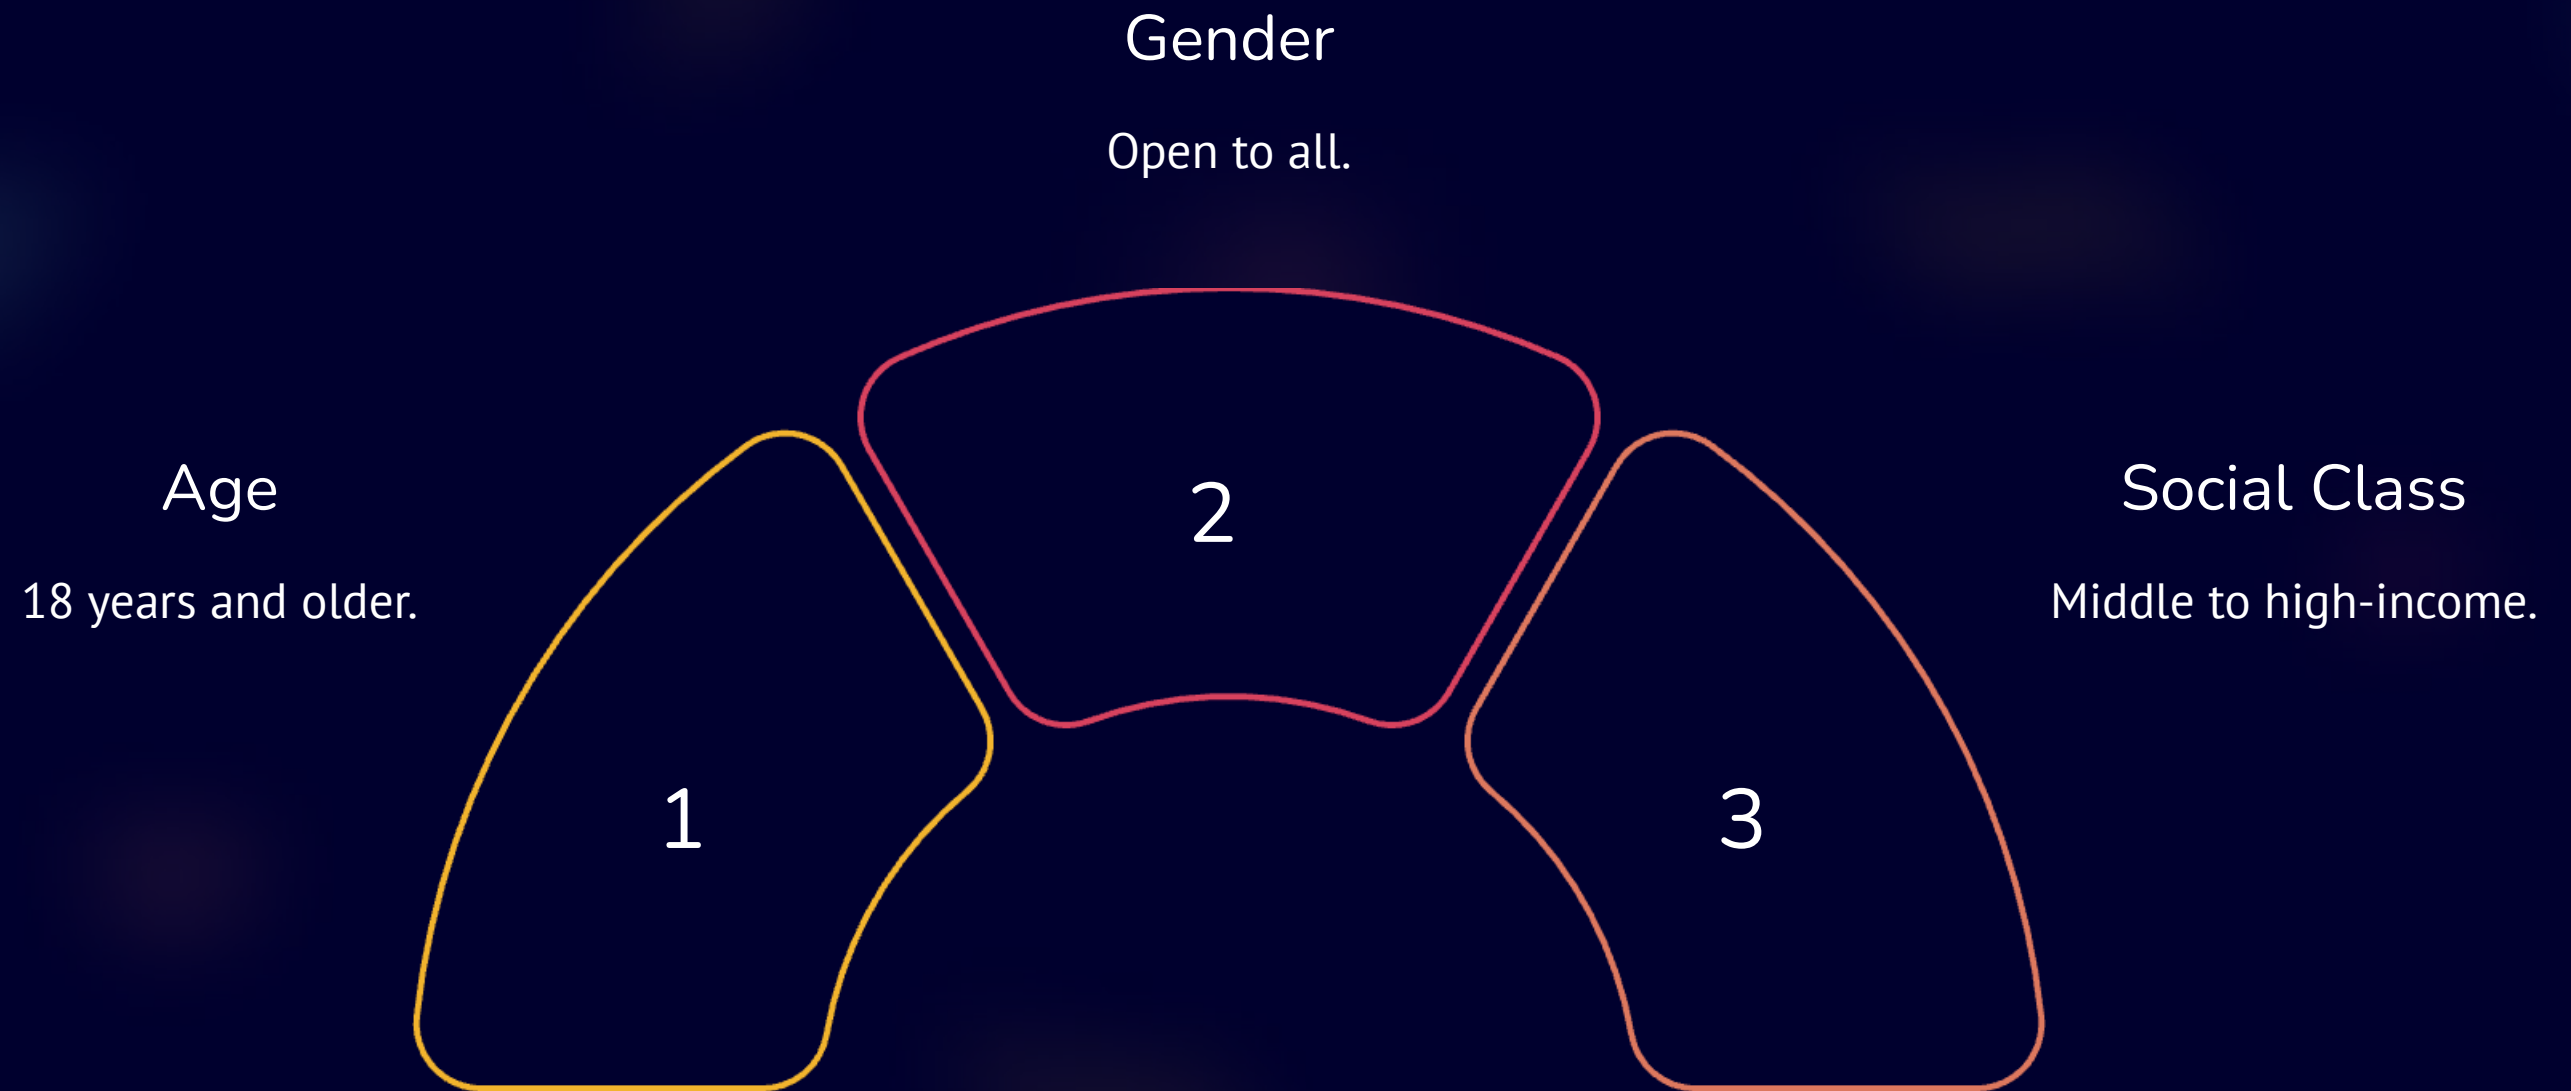 Gender
Open to all.
Age
18 years and older.
Social Class
Middle to high-income.
1
2
3